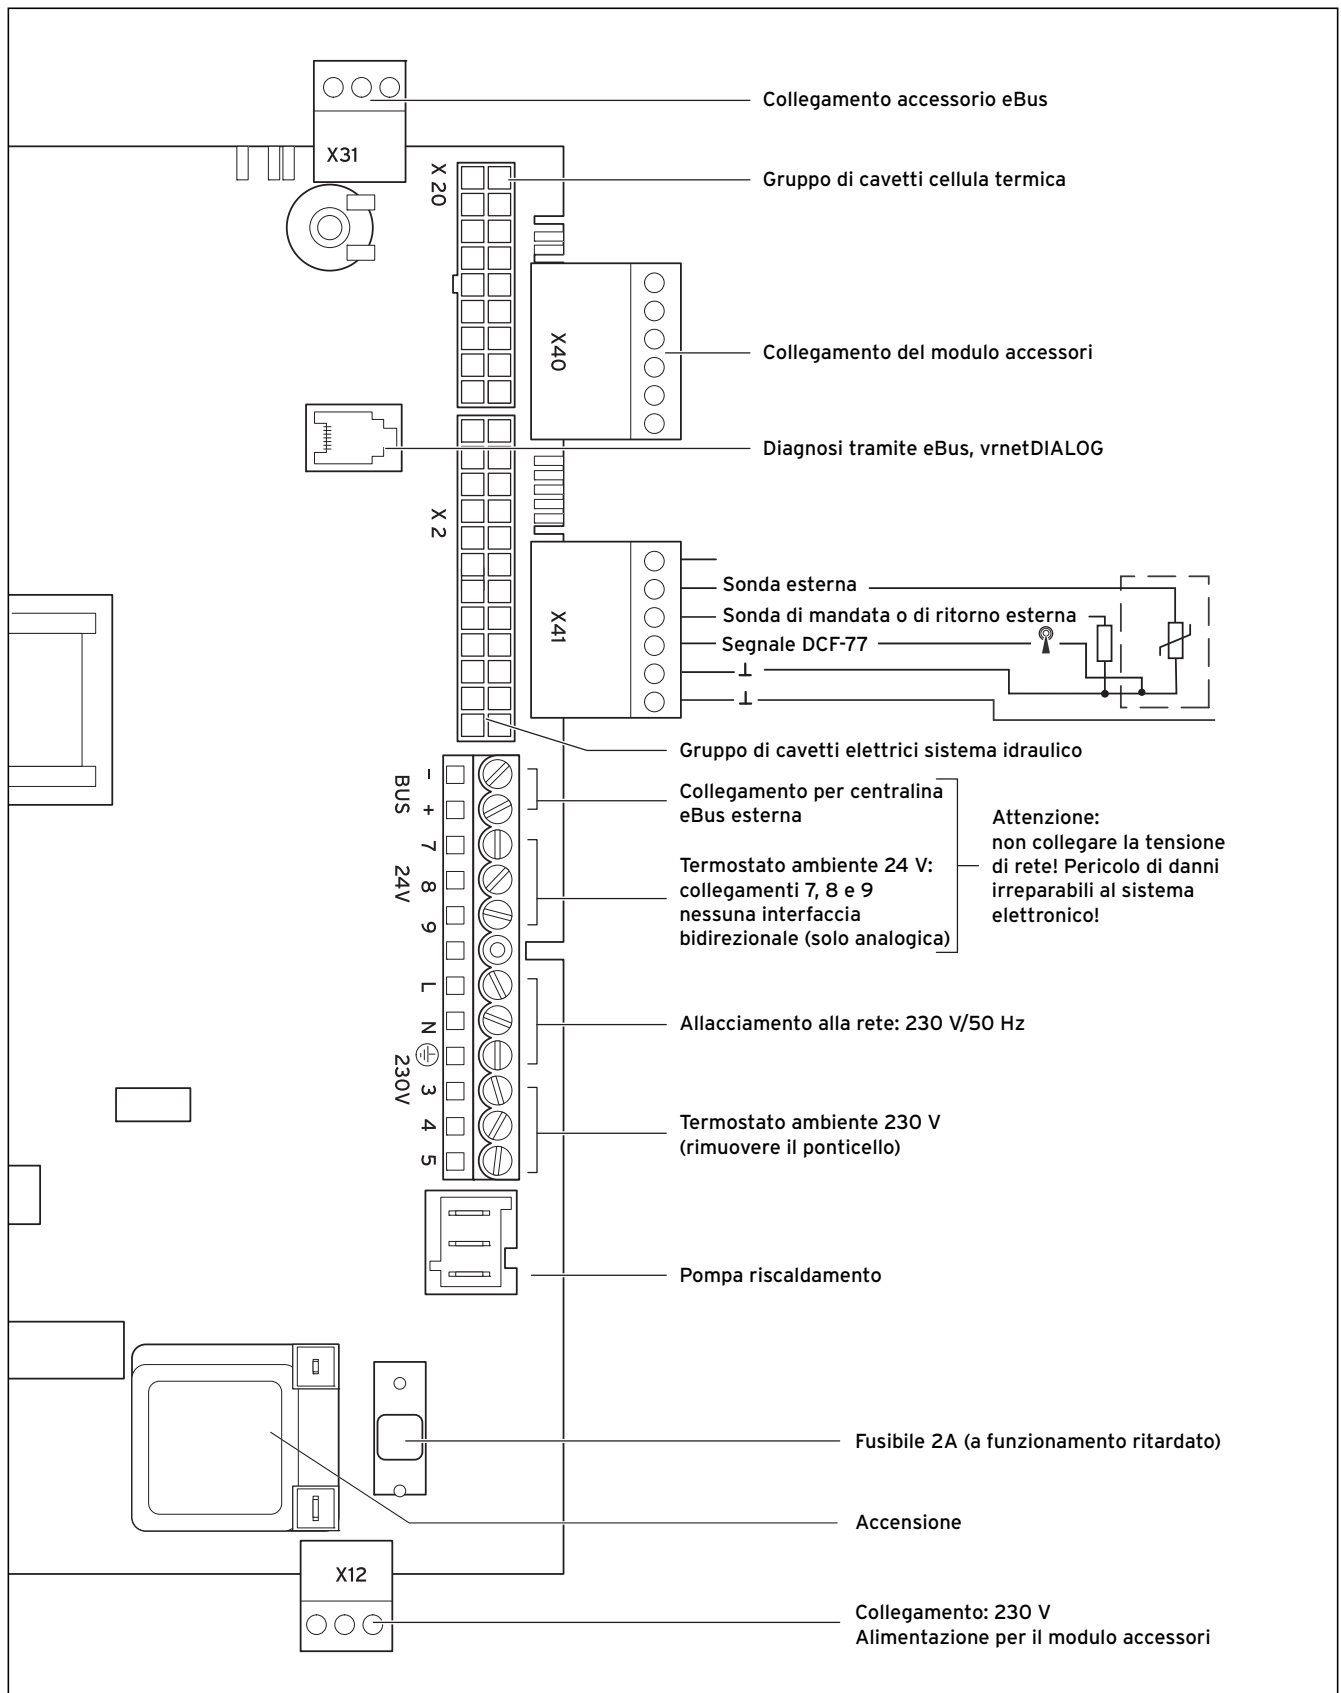 Collegamento accessorio eBus
X31
X 20
Gruppo di cavetti cellula termica
X40
Collegamento del modulo accessori
Diagnosi tramite eBus, vrnetDIALOG
X 2
X41
Sonda esterna
Sonda di mandata o di ritorno esterna
Segnale DCF-77
Gruppo di cavetti elettrici sistema idraulico
BUS
-
+
Collegamento per centralina
eBus esterna
24V
7
8
9
Termostato ambiente 24 V:
collegamenti 7, 8 e 9
nessuna interfaccia
bidirezionale (solo analogica)
Attenzione:
non collegare la tensione
di rete! Pericolo di danni
irreparabili al sistema
elettronico!
L
N
Allacciamento alla rete: 230 V/50 Hz
230V
3
4
5
Termostato ambiente 230 V
(rimuovere il ponticello)
Pompa riscaldamento
Fusibile 2A (a funzionamento ritardato)
Accensione
X12
Collegamento: 230 V
Alimentazione per il modulo accessori